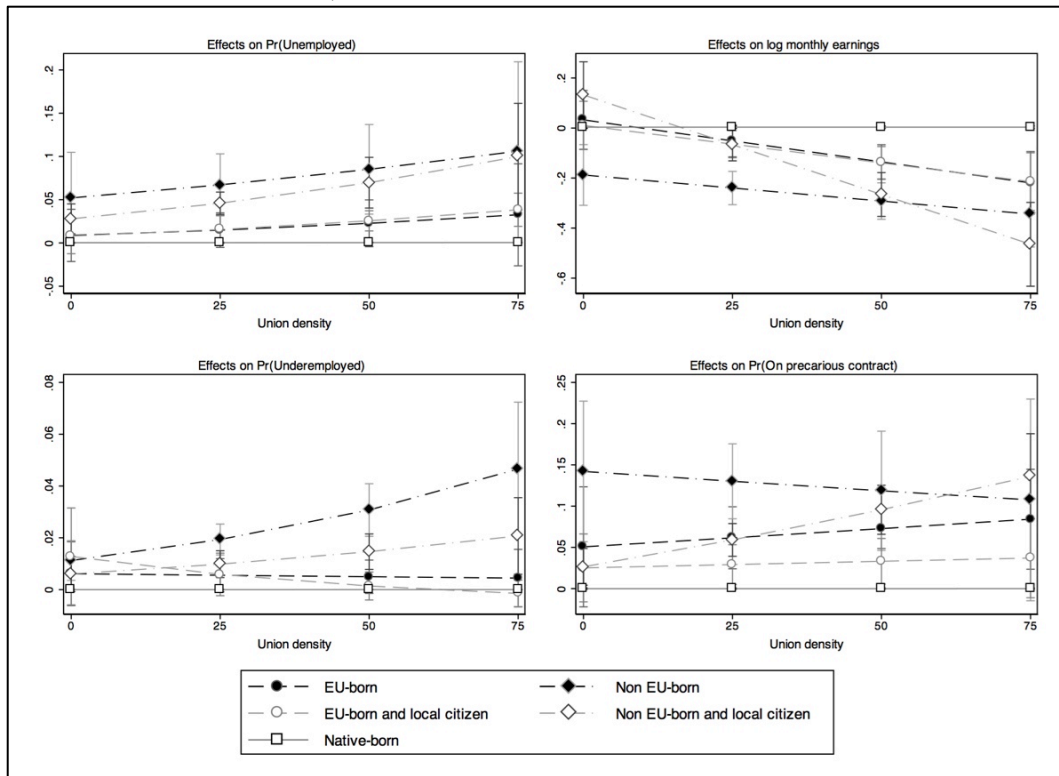 Effects on Pr(Unemployed)
.2
.15
.1
.05
0
-.05
0 25 50 75
Union density
Effects on log monthly earnings
.2
0
-.2
-.4
-.6
0 25 50 75
Union density
Effects on Pr(Underemployed)
.08
.06
.04
.02
0
0 25 50 75
Union density
Effects on Pr(On precarious contract)
.25
.2
.15
.1
.05
0
0 25 50 75
Union density
EU-born
Non EU-born
EU-born and local citizen
Non EU-born and local citizen
Native-born